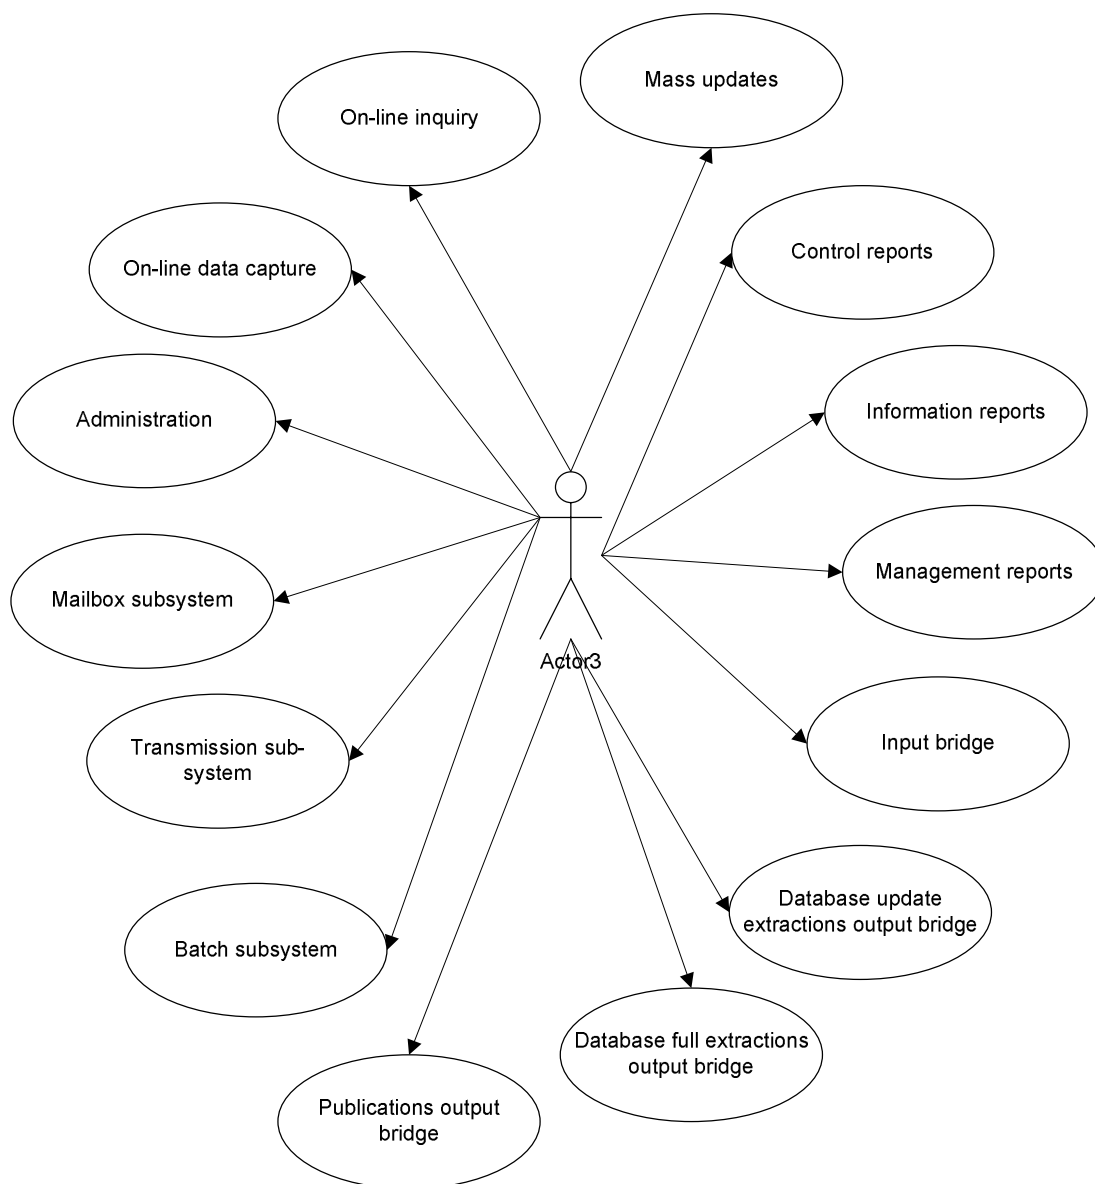 Mass updates
On-line inquiry
Control reports
On-line data capture
Information reports
Administration
Management reports
Mailbox subsystem
Actor3
Input bridge
Transmission sub-
system
Database update
extractions output bridge
Batch subsystem
Database full extractions
output bridge
Publications output
bridge